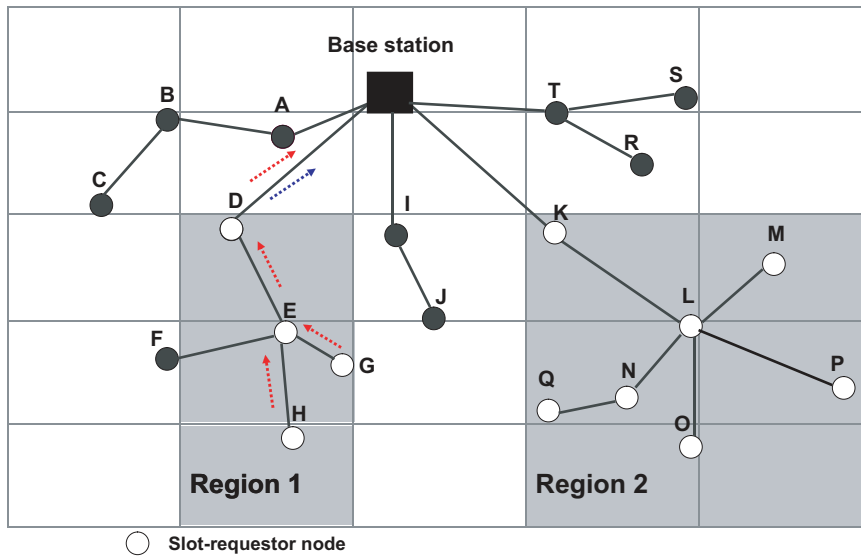 Base station
B
A
T
S
C
R
D
I
K
M
E
J
L
F
G
Q
N
P
H
O
Region 1
Region 2
Slot-requestor node